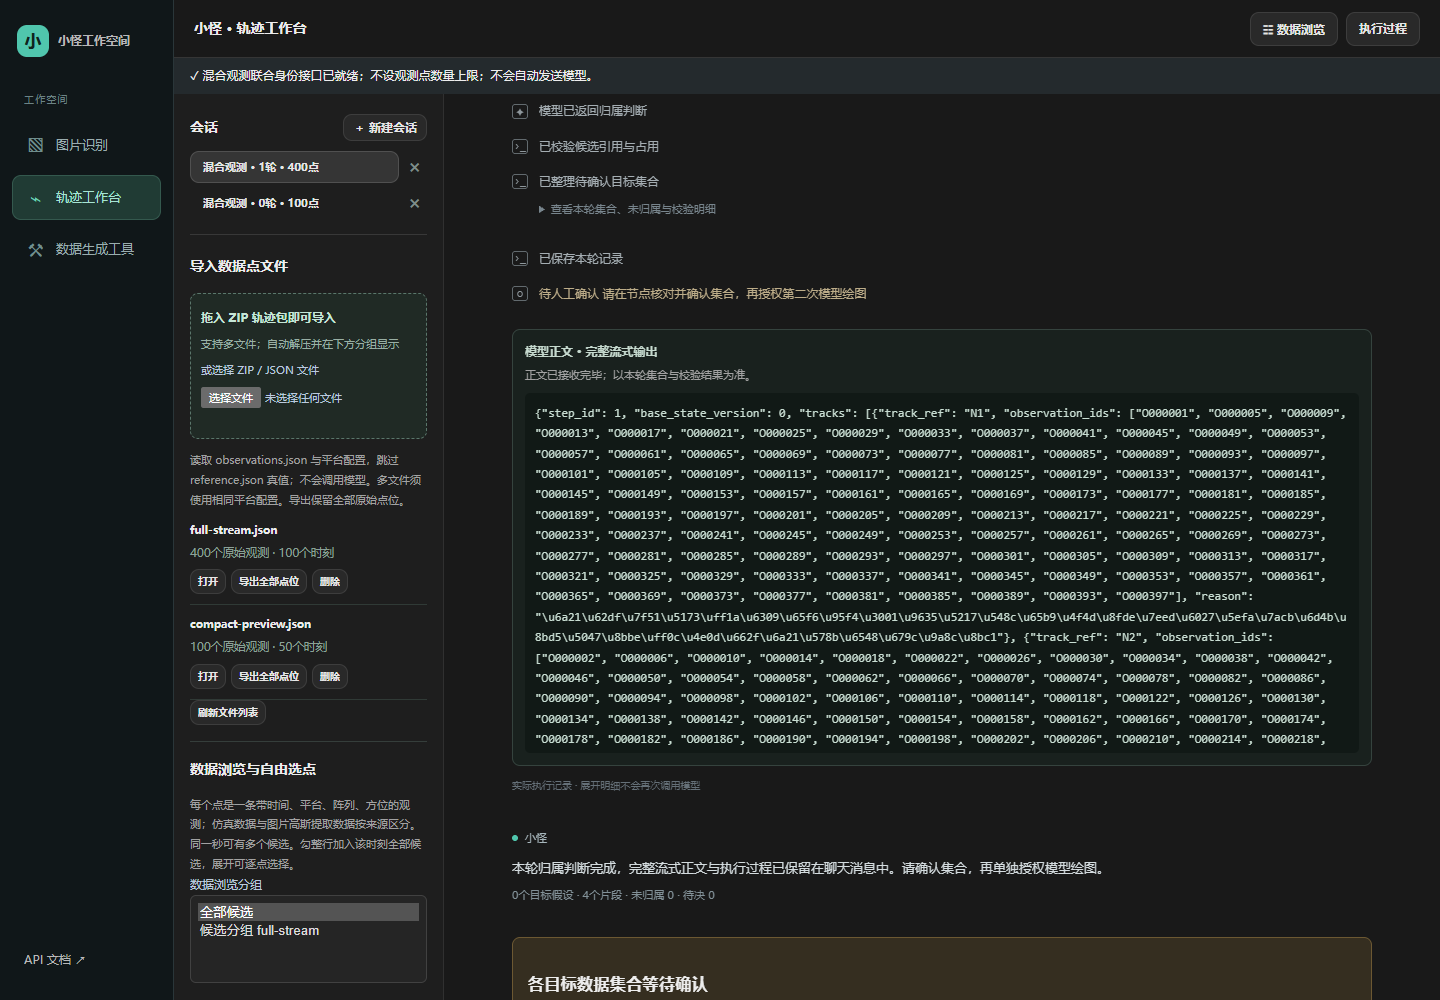 小
小怪工作空间
工作空间
图片识别
轨迹工作台
数据生成工具
API 文档 ↗
小怪 • 轨迹工作台
☷ 数据浏览
执行过程
✓ 混合观测联合身份接口已就绪；不设观测点数量上限；不会自动发送模型。
会话
+ 新建会话
混合观测 • 1轮 • 400点
×
混合观测 • 0轮 • 100点
×
导入数据点文件
拖入 ZIP 轨迹包即可导入
支持多文件；自动解压并在下方分组显示
或选择 ZIP / JSON 文件
选择文件 未选择任何文件
读取 observations.json 与平台配置，跳过
reference.json 真值；不会调用模型。多文件须
使用相同平台配置。导出保留全部原始点位。
full-stream.json
400个原始观测 · 100个时刻
打开 导出全部点位 删除
compact-preview.json
100个原始观测 · 50个时刻
打开 导出全部点位 删除
刷新文件列表
数据浏览与自由选点
每个点是一条带时间、平台、阵列、方位的观
测；仿真数据与图片高斯提取数据按来源区分。
同一秒可有多个候选。勾整行加入该时刻全部候
选，展开可逐点选择。
数据浏览分组
全部候选
候选分组 full-stream
模型已返回归属判断
已校验候选引用与占用
已整理待确认目标集合
▶ 查看本轮集合、未归属与校验明细
已保存本轮记录
待人工确认 请在节点核对并确认集合，再授权第二次模型绘图
模型正文 • 完整流式输出
正文已接收完毕；以本轮集合与校验结果为准。
{"step_id": 1, "base_state_version": 0, "tracks": [{"track_ref": "N1", "observation_ids": ["O000001", "O000005", "O000009",
"O000013", "O000017", "O000021", "O000025", "O000029", "O000033", "O000037", "O000041", "O000045", "O000049", "O000053",
"O000057", "O000061", "O000065", "O000069", "O000073", "O000077", "O000081", "O000085", "O000089", "O000093", "O000097",
"O000101", "O000105", "O000109", "O000113", "O000117", "O000121", "O000125", "O000129", "O000133", "O000137", "O000141",
"O000145", "O000149", "O000153", "O000157", "O000161", "O000165", "O000169", "O000173", "O000177", "O000181", "O000185",
"O000189", "O000193", "O000197", "O000201", "O000205", "O000209", "O000213", "O000217", "O000221", "O000225", "O000229",
"O000233", "O000237", "O000241", "O000245", "O000249", "O000253", "O000257", "O000261", "O000265", "O000269", "O000273",
"O000277", "O000281", "O000285", "O000289", "O000293", "O000297", "O000301", "O000305", "O000309", "O000313", "O000317",
"O000321", "O000325", "O000329", "O000333", "O000337", "O000341", "O000345", "O000349", "O000353", "O000357", "O000361",
"O000365", "O000369", "O000373", "O000377", "O000381", "O000385", "O000389", "O000393", "O000397"], "reason":
"\u6a21\u62df\u7f51\u5173\uff1a\u6309\u65f6\u95f4\u3001\u9635\u5217\u548c\u65b9\u4f4d\u8fde\u7eed\u6027\u5efa\u7acb\u6d4b\u
8bd5\u5047\u8bbe\uff0c\u4e0d\u662f\u6a21\u578b\u6548\u679c\u9a8c\u8bc1"}, {"track_ref": "N2", "observation_ids":
["O000002", "O000006", "O000010", "O000014", "O000018", "O000022", "O000026", "O000030", "O000034", "O000038", "O000042",
"O000046", "O000050", "O000054", "O000058", "O000062", "O000066", "O000070", "O000074", "O000078", "O000082", "O000086",
"O000090", "O000094", "O000098", "O000102", "O000106", "O000110", "O000114", "O000118", "O000122", "O000126", "O000130",
"O000134", "O000138", "O000142", "O000146", "O000150", "O000154", "O000158", "O000162", "O000166", "O000170", "O000174",
"O000178", "O000182", "O000186", "O000190", "O000194", "O000198", "O000202", "O000206", "O000210", "O000214", "O000218",
实际执行记录 · 展开明细不会再次调用模型
小怪
本轮归属判断完成，完整流式正文与执行过程已保留在聊天消息中。请确认集合，再单独授权模型绘图。
0个目标假设 · 4个片段 · 未归属 0 · 待决 0
各目标数据集合等待确认